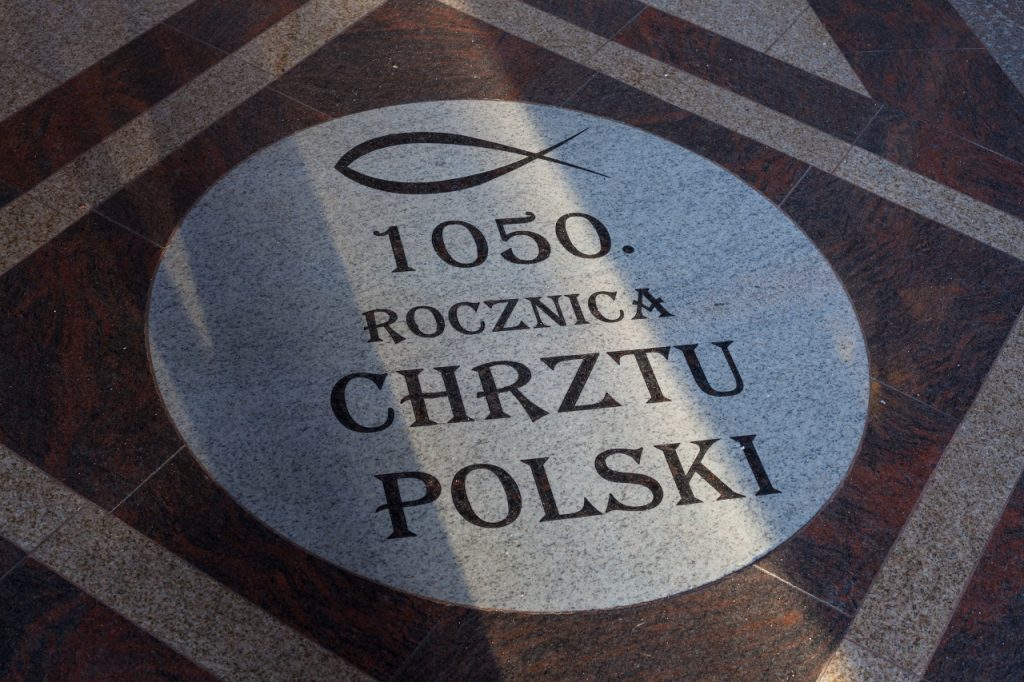 1050.
ROCZNICA
CHRZTU
POLSKI